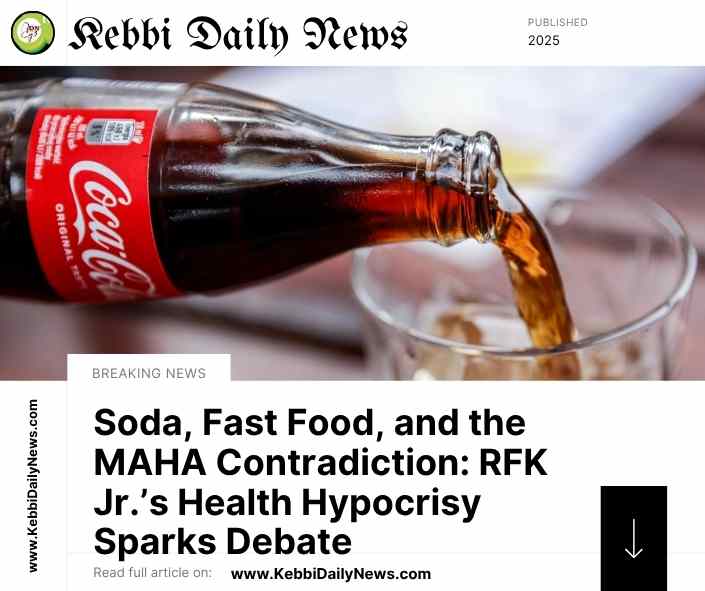 Kebbi Daily News
PUBLISHED
2025
Coca-Cola
ORIGINAL TASTE
BREAKING NEWS
Soda, Fast Food, and the
MAHA Contradiction: RFK
Jr.’s Health Hypocrisy
Sparks Debate
Read full article on: www.KebbiDailyNews.com
www.KebbiDailyNews.com